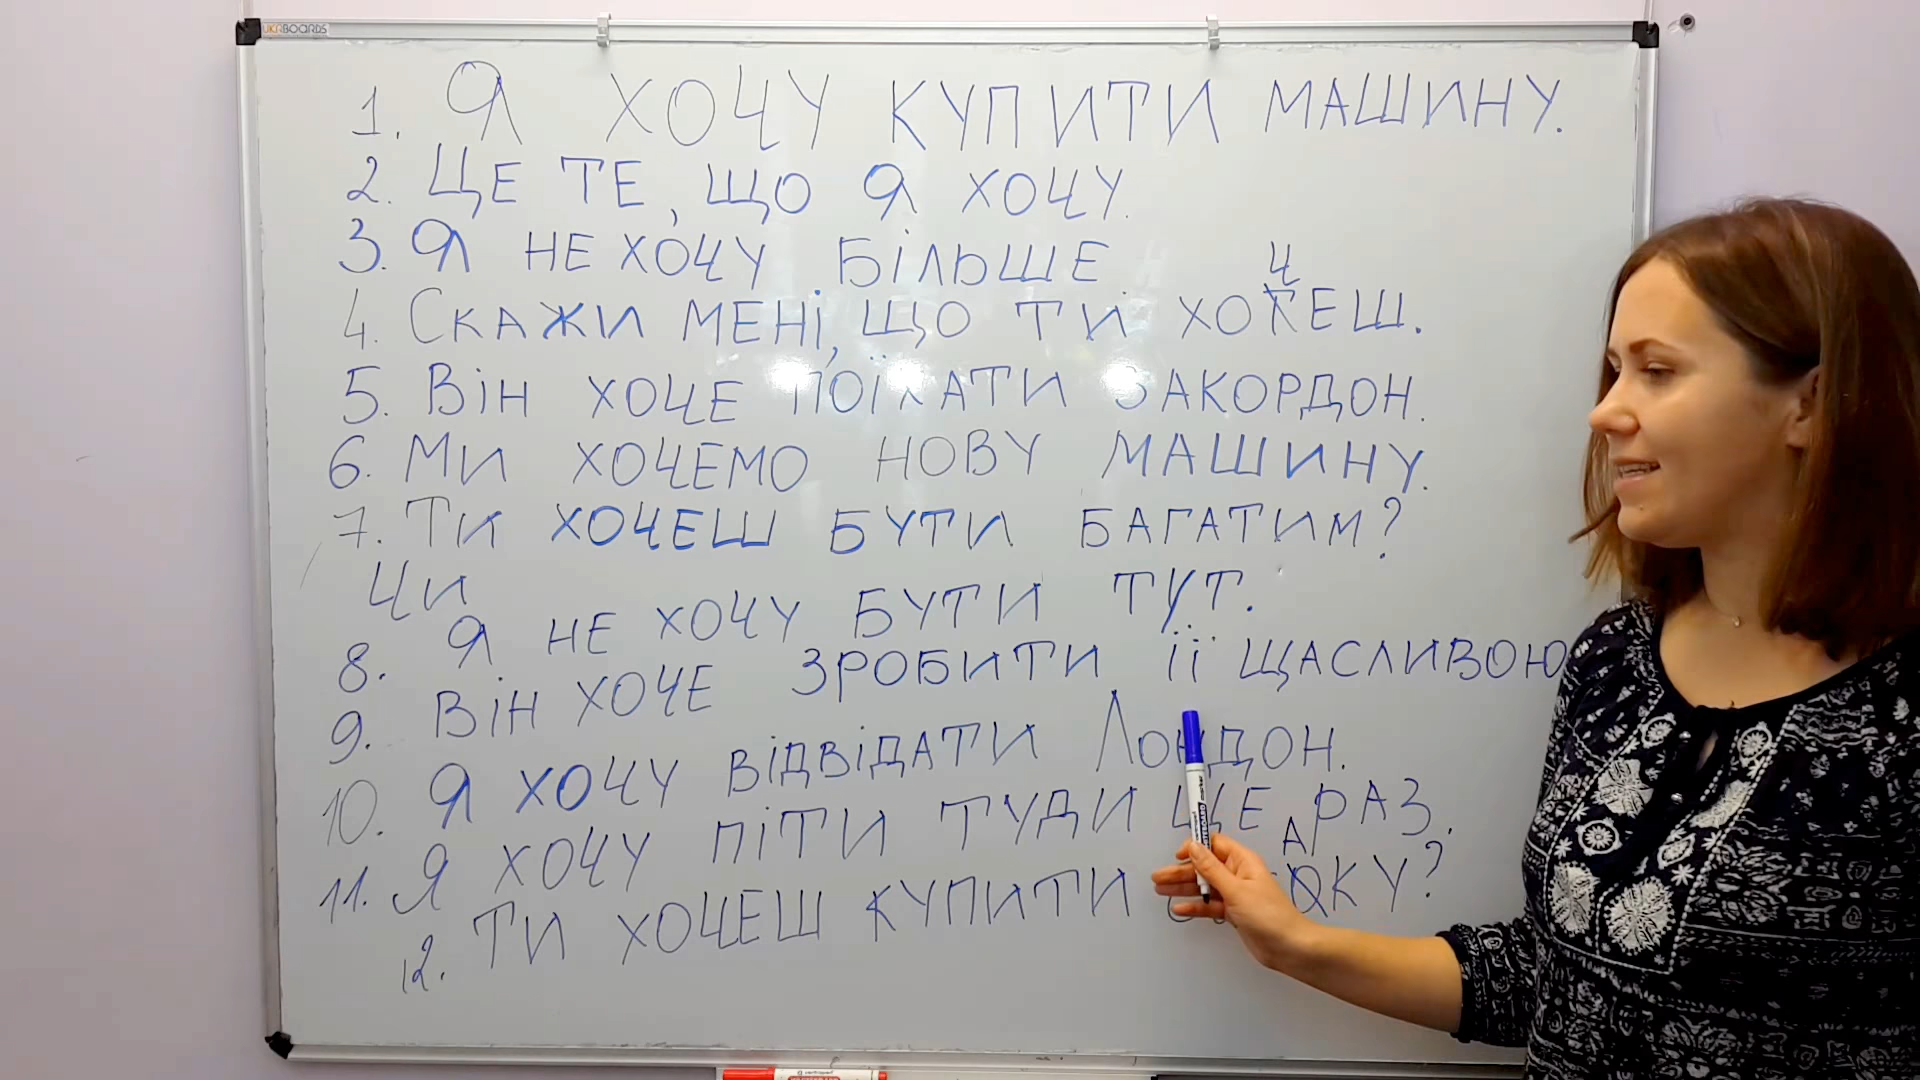 UKRBOARDS
1. Я ХОЧУ КУПИТИ МАШИНУ.
2. ЦЕ ТЕ, ЩО Я ХОЧУ.
3. Я НЕ ХОЧУ БІЛЬШЕ.
Ч
4. СКАЖИ МЕНІ, ЩО ТИ ХОТЕШ.
5. ВІН ХОЧЕ ПОЇХАТИ ЗАКОРДОН.
6. МИ ХОЧЕМО НОВУ МАШИНУ.
7. ТИ ХОЧЕШ БУТИ БАГАТИМ?
ЧИ
8. Я НЕ ХОЧУ БУТИ ТУТ.
9. ВІН ХОЧЕ ЗРОБИТИ ЇЇ ЩАСЛИВОЮ
10. Я ХОЧУ ВІДВІДАТИ ЛОНДОН.
11. Я ХОЧУ ПІТИ ТУДИ ЩЕ РАЗ.
А
12. ТИ ХОЧЕШ КУПИТИ